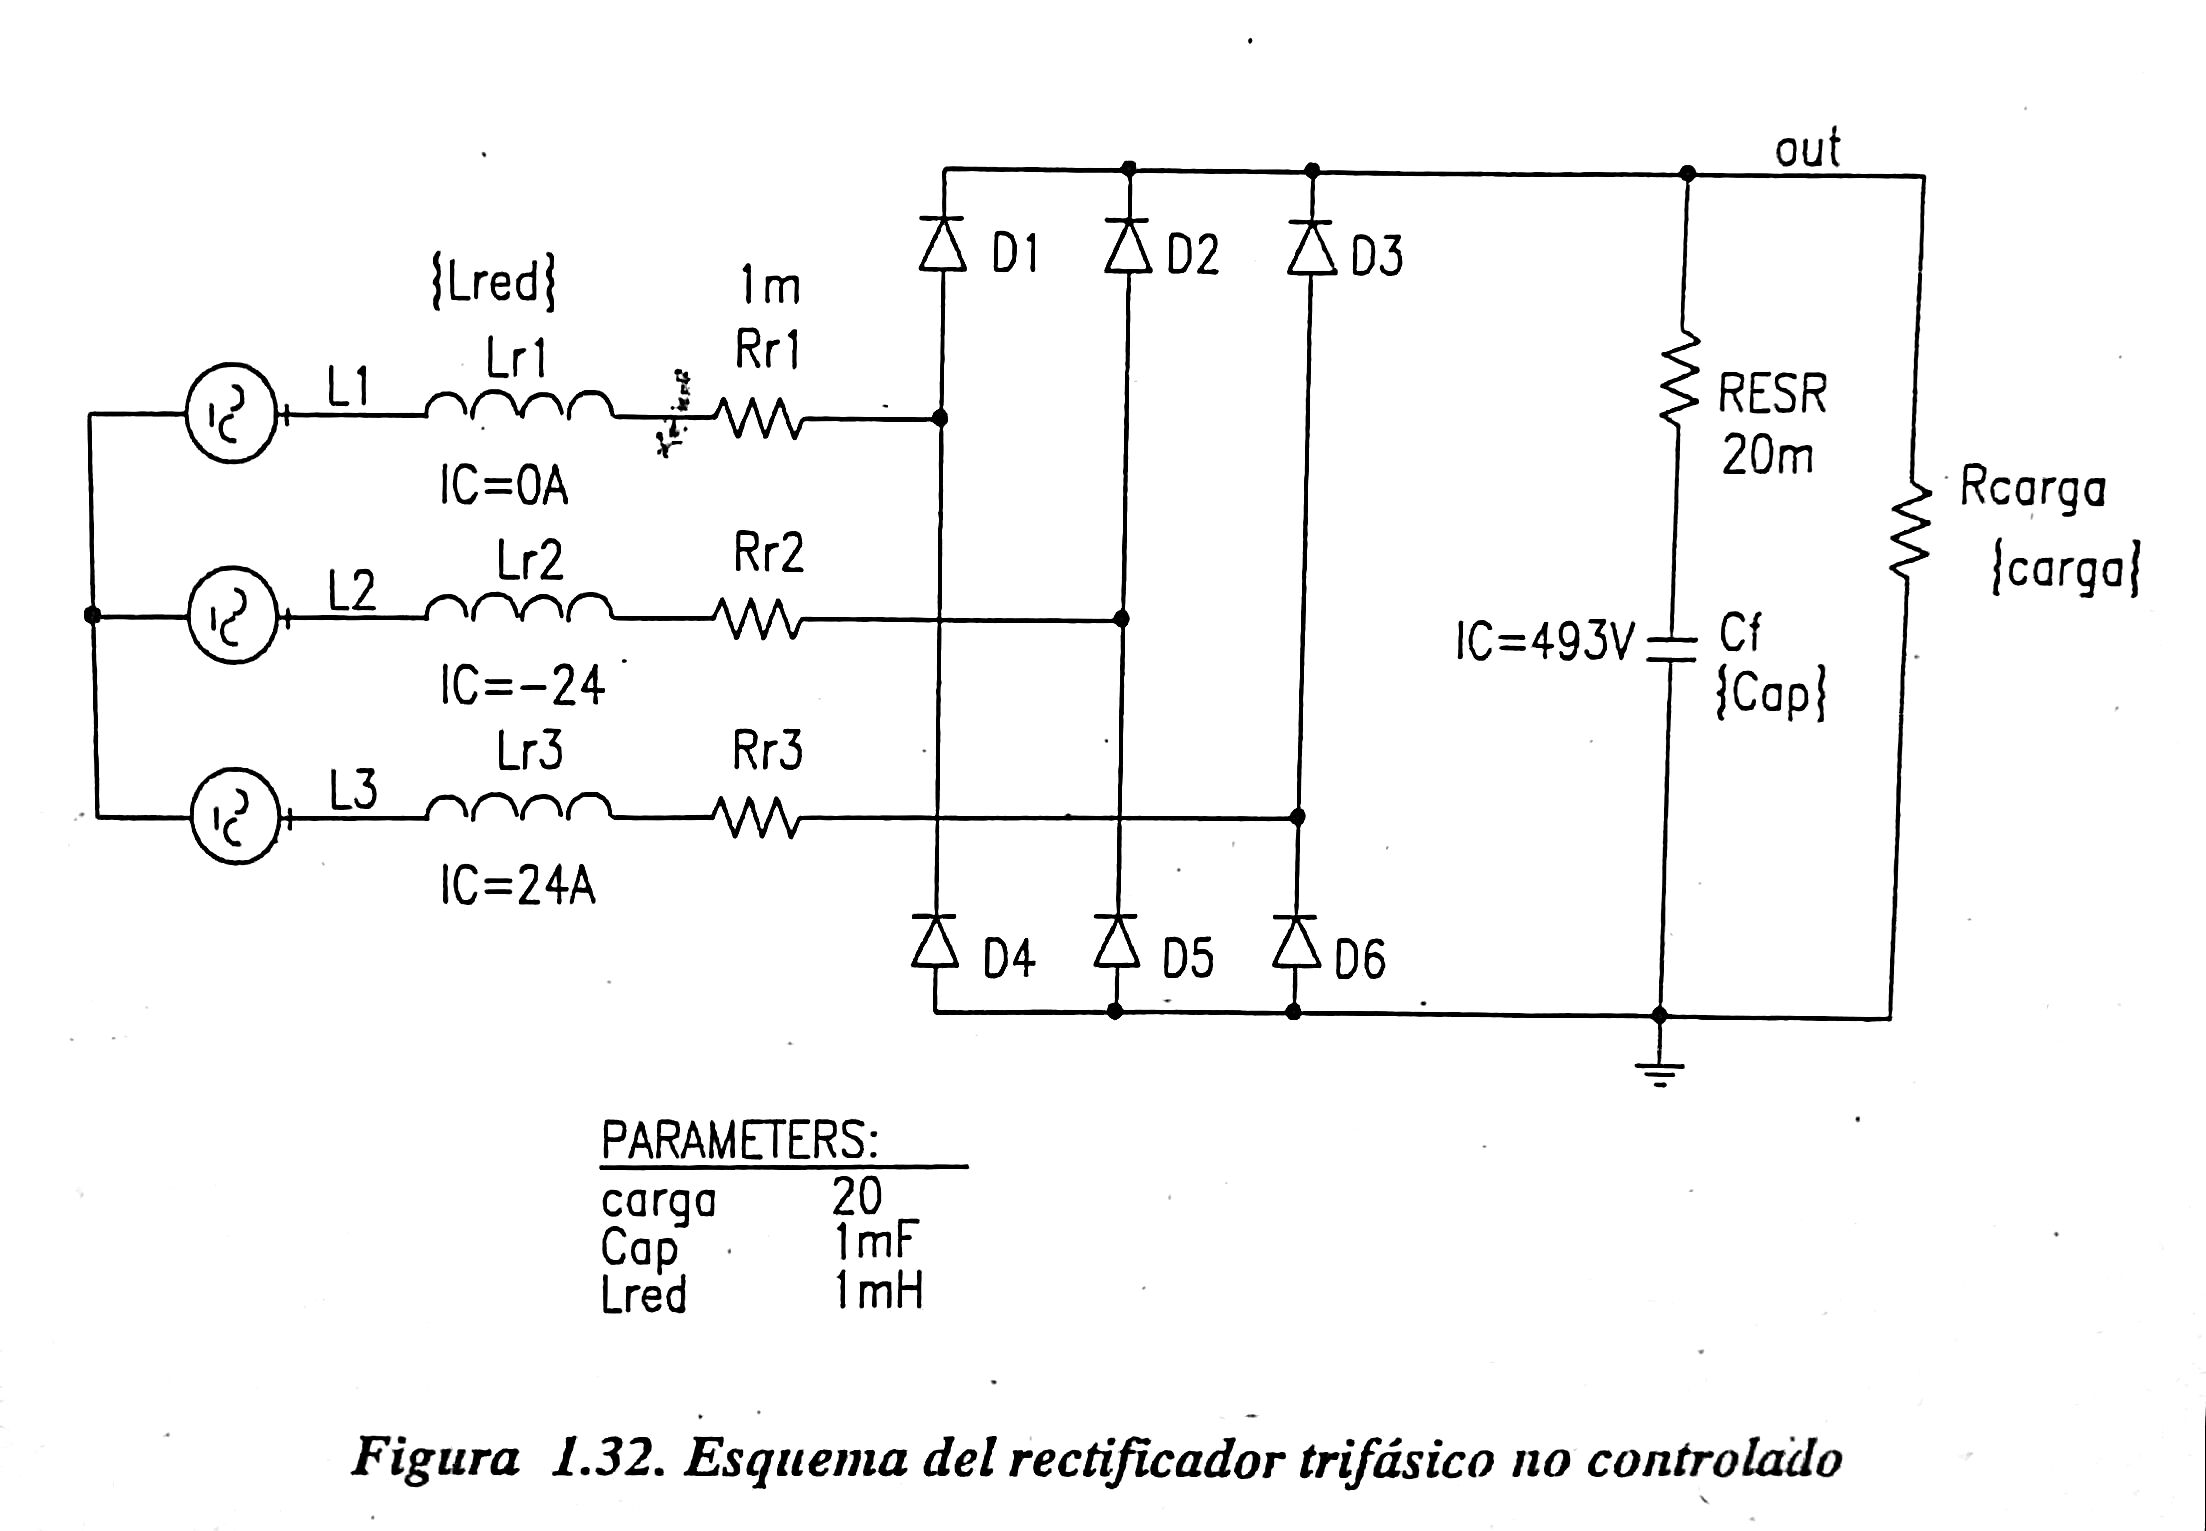 out
D1
D2
D3
{Lred}
1m
Lr1
Rr1
L1
IC=0A
RESR
20m
Rcarga
{carga}
Lr2
Rr2
L2
IC=-24
IC=493V
Cf
{Cap}
Lr3
Rr3
L3
IC=24A
D4
D5
D6
PARAMETERS:
carga 20
Cap 1mF
Lred 1mH
Figura 1.32. Esquema del rectificador trifásico no controlado